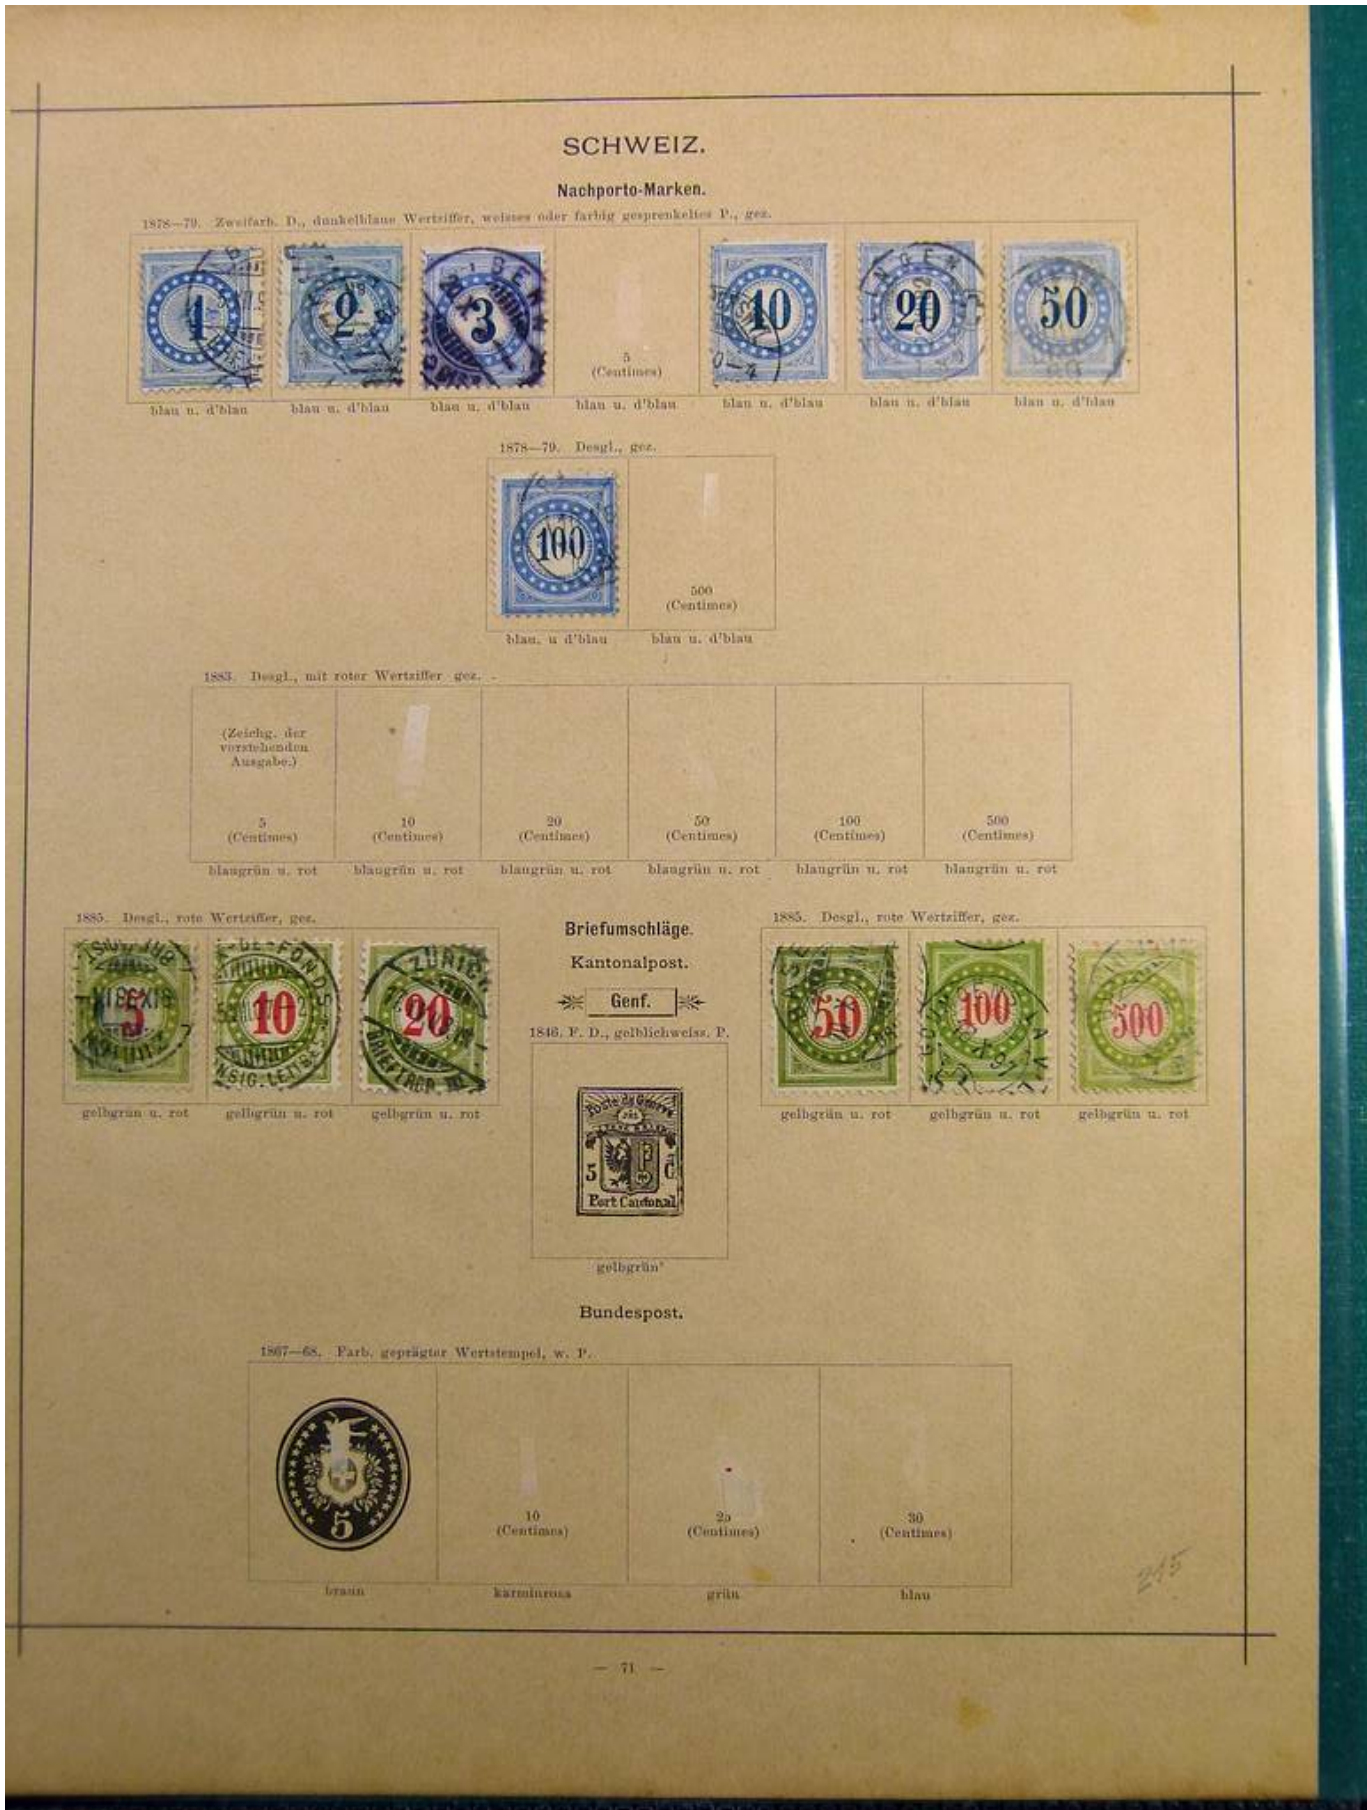 SCHWEIZ.
Nachporto-Marken.
1878—79. Zweifarb. D., dunkelblaue Wertziffer, weisses oder farbig gesprenkeltes P., gez.
1 2 3 10 20 50
GENF
5
(Centimes)
blau u. d'blau blau u. d'blau blau u. d'blau blau u. d'blau blau u. d'blau blau u. d'blau blau u. d'blau
1878—79. Desgl., gez.
100
500
(Centimes)
blau. u d'blau blau u. d'blau
1883. Desgl., mit roter Wertziffer gez.
(Zeichg. der
vorstehenden
Ausgabe.)
5 10 20 50 100 500
(Centimes) (Centimes) (Centimes) (Centimes) (Centimes) (Centimes)
blaugrün u. rot blaugrün u. rot blaugrün u. rot blaugrün u. rot blaugrün u. rot blaugrün u. rot
1885. Desgl., rote Wertziffer, gez.
5 10 20
ZÜRICH
BRIEFTRÄG.
gelbgrün u. rot gelbgrün u. rot gelbgrün u. rot
Briefumschläge.
Kantonalpost.
Genf.
1846. F. D., gelblichweiss. P.
Poste de Genève
5 C
Port Cantonal
gelbgrün
1885. Desgl., rote Wertziffer, gez.
50 100 500
gelbgrün u. rot gelbgrün u. rot gelbgrün u. rot
Bundespost.
1867—68. Farb. geprägter Wertstempel, w. P.
5
10 25 30
(Centimes) (Centimes) (Centimes)
braun karminrosa grün blau
215
— 71 —